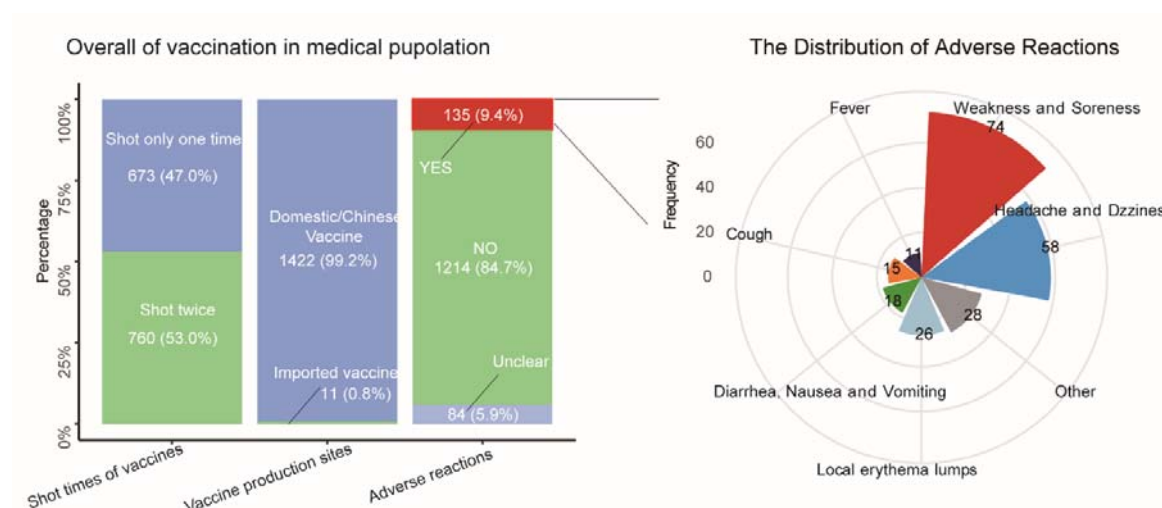 Overall of vaccination in medical pupolation
Percentage
100%
75%
50%
25%
0%
Shot only one time
673 (47.0%)
Shot twice
760 (53.0%)
Domestic/Chinese
Vaccine
1422 (99.2%)
Imported vaccine
11 (0.8%)
135 (9.4%)
YES
NO
1214 (84.7%)
Unclear
84 (5.9%)
Shot times of vaccines
Vaccine production sites
Adverse reactions
The Distribution of Adverse Reactions
Frequency
60
40
20
0
Fever
Weakness and Soreness
74
Headache and Dzzines
58
Cough
11
15
18
28
26
Diarrhea, Nausea and Vomiting
Other
Local erythema lumps